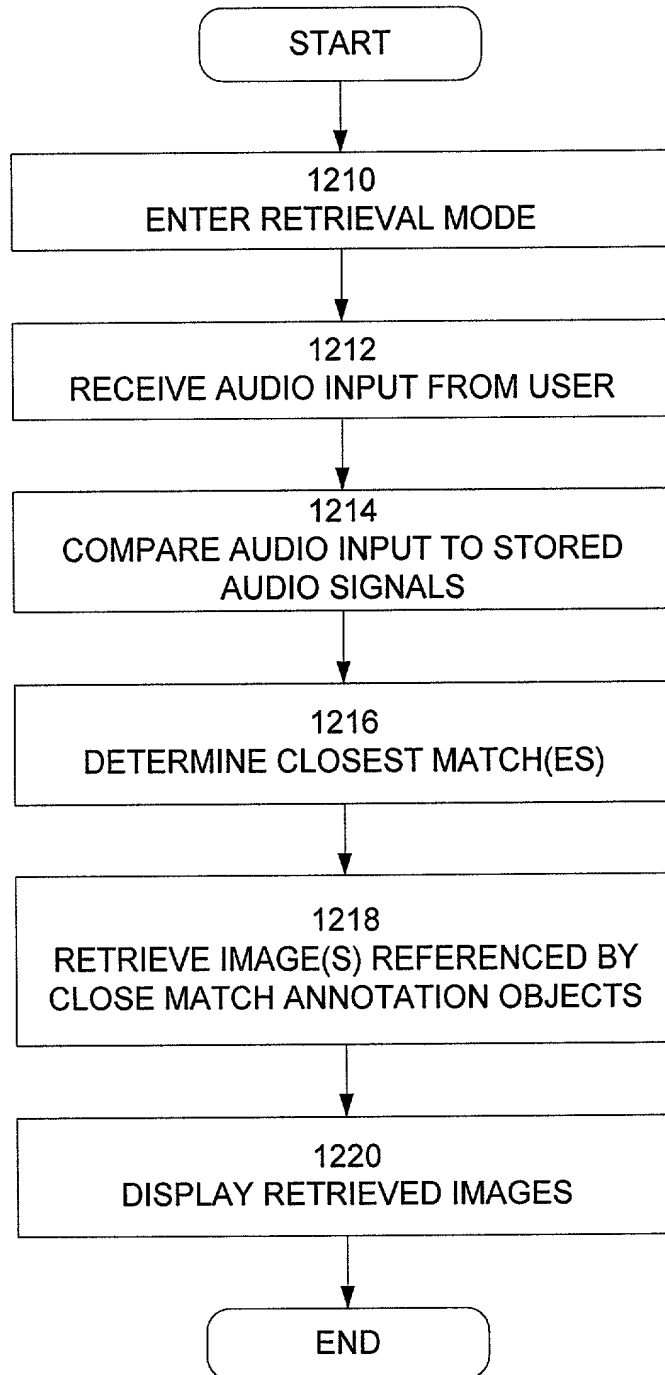 START
1210
ENTER RETRIEVAL MODE
1212
RECEIVE AUDIO INPUT FROM USER
1214
COMPARE AUDIO INPUT TO STORED
AUDIO SIGNALS
1216
DETERMINE CLOSEST MATCH(ES)
1218
RETRIEVE IMAGE(S) REFERENCED BY
CLOSE MATCH ANNOTATION OBJECTS
1220
DISPLAY RETRIEVED IMAGES
END